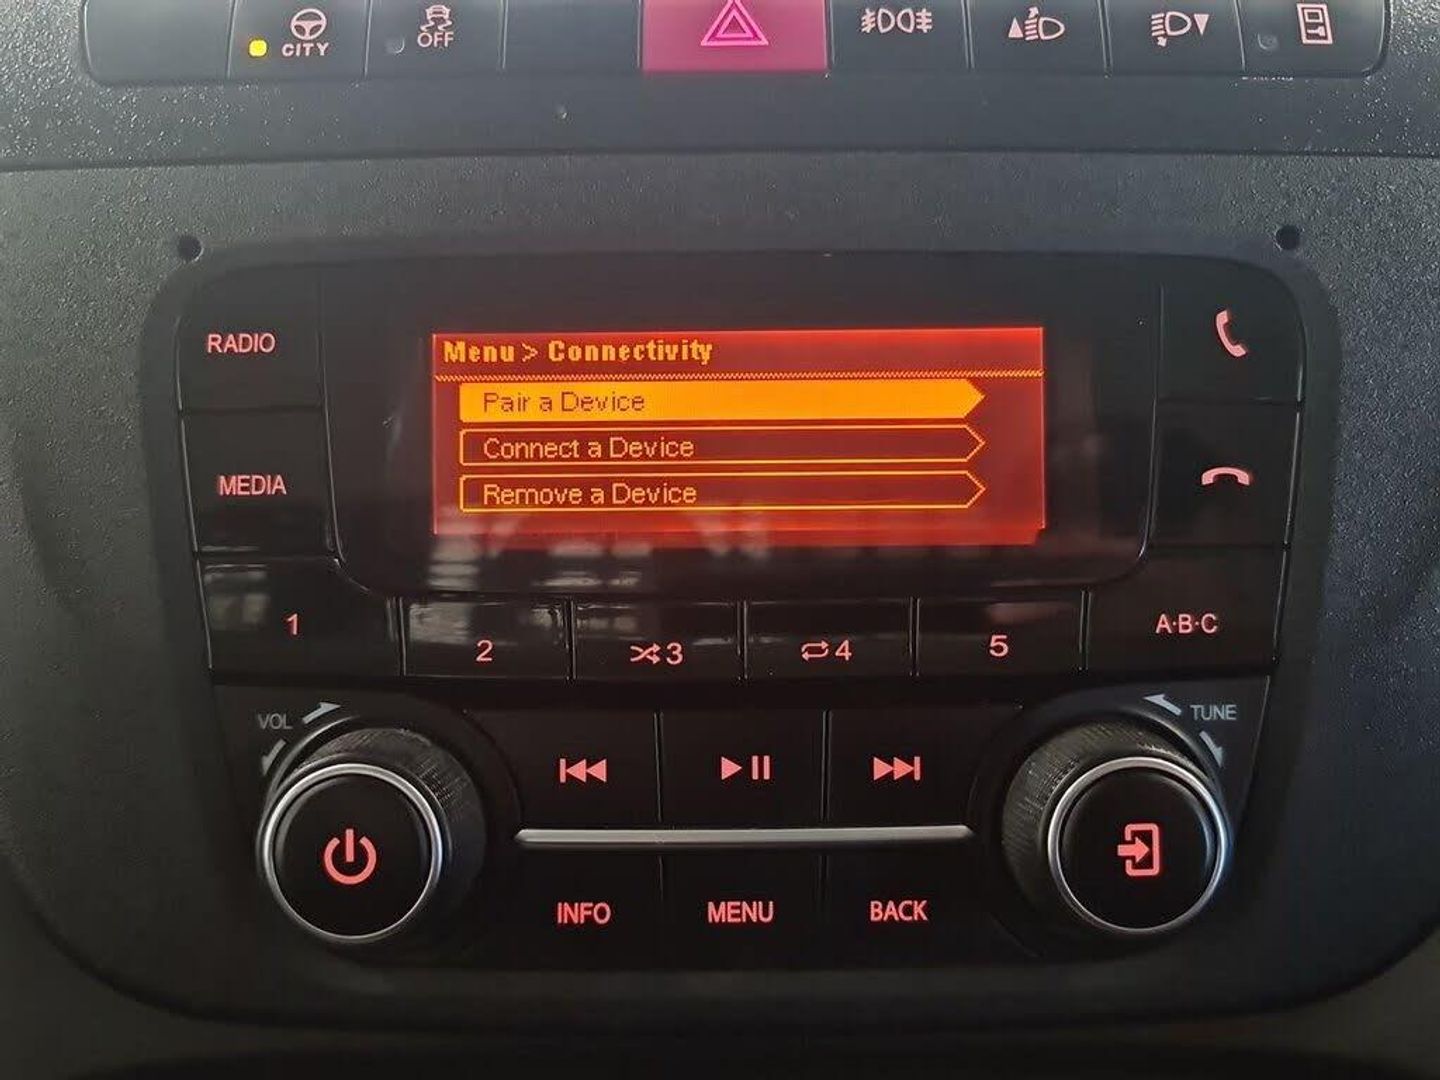 CITY
OFF
RADIO
MEDIA
Menu > Connectivity
Pair a Device
Connect a Device
Remove a Device
1
2
3
4
5
A·B·C
VOL
TUNE
INFO
MENU
BACK